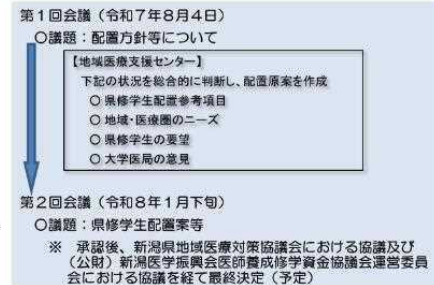 第1回会議（令和7年8月4日）
○議題：配置方針等について
【地域医療支援センター】
下記の状況を総合的に判断し、配置原案を作成
○ 県修学生配置参考項目
○ 地域・医療圏のニーズ
○ 県修学生の要望
○ 大学医局の意見
第2回会議（令和8年1月下旬）
○議題：県修学生配置案等
※ 承認後、新潟県地域医療対策協議会における協議及び
（公財）新潟医学振興会医師養成修学資金協議会運営委員
会における協議を経て最終決定（予定）